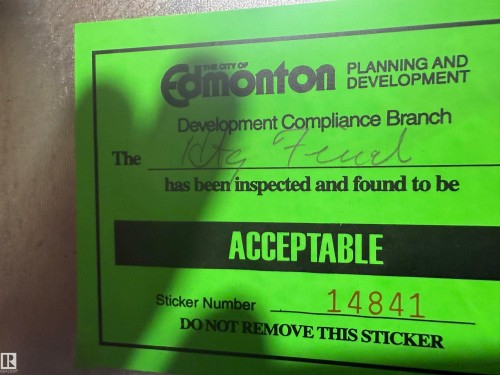 THE CITY OF
Edmonton PLANNING AND
DEVELOPMENT
Development Compliance Branch
The Htg Final
has been inspected and found to be
ACCEPTABLE
Sticker Number 14841
DO NOT REMOVE THIS STICKER